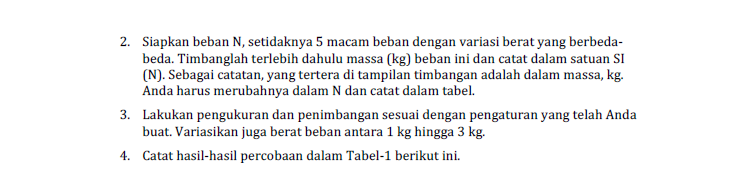 2. Siapkan beban N, setidaknya 5 macam beban dengan variasi berat yang berbeda-
beda. Timbanglah terlebih dahulu massa (kg) beban ini dan catat dalam satuan SI
(N). Sebagai catatan, yang tertera di tampilan timbangan adalah dalam massa, kg.
Anda harus merubahnya dalam N dan catat dalam tabel.
3. Lakukan pengukuran dan penimbangan sesuai dengan pengaturan yang telah Anda
buat. Variasikan juga berat beban antara 1 kg hingga 3 kg.
4. Catat hasil-hasil percobaan dalam Tabel-1 berikut ini.